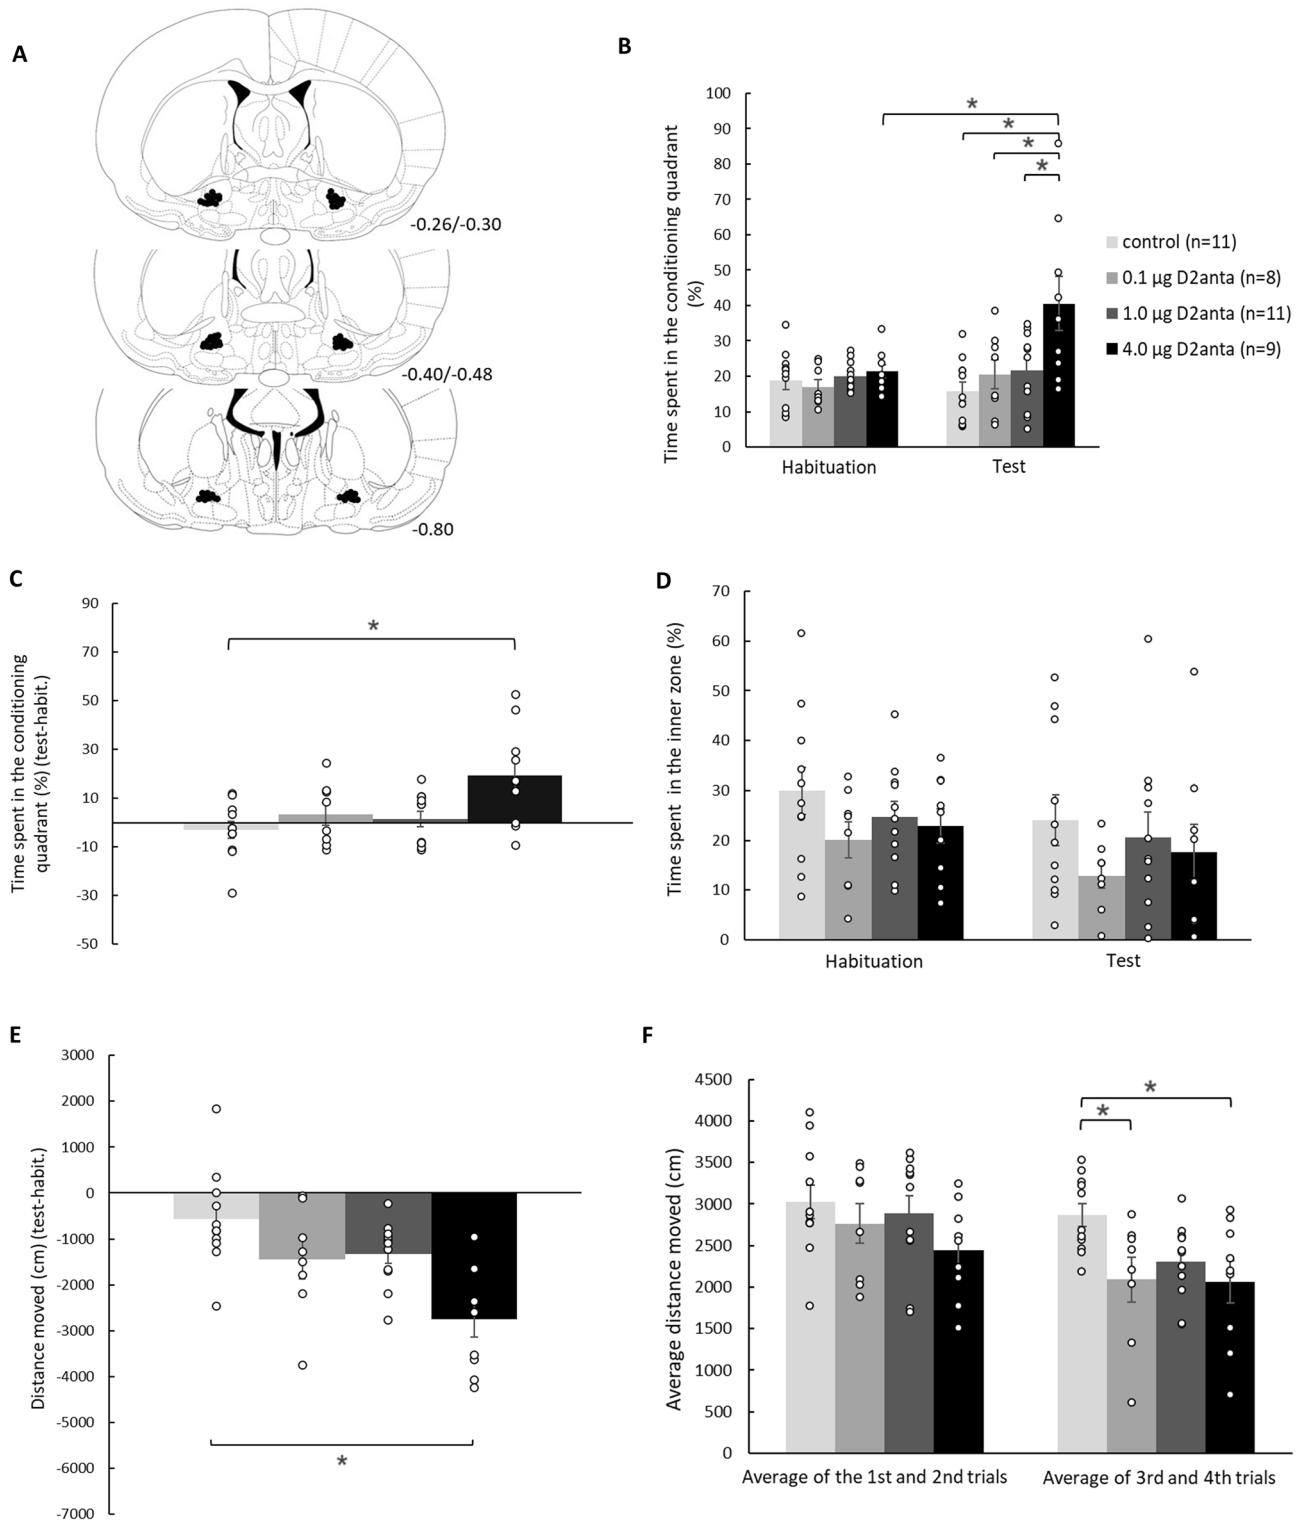 A
-0.26/-0.30
-0.40/-0.48
-0.80
B
Time spent in the conditioning quadrant
(%)
100
90
80
70
60
50
40
30
20
10
0
*
*
*
*
Habituation
Test
control (n=11)
0.1 µg D2anta (n=8)
1.0 µg D2anta (n=11)
4.0 µg D2anta (n=9)
C
Time spent in the conditioning
quadrant (%) (test-habit.)
90
70
50
30
10
-10
-30
-50
*
D
Time spent in the inner zone (%)
70
60
50
40
30
20
10
0
Habituation
Test
E
Distance moved (cm) (test-habit.)
3000
2000
1000
0
-1000
-2000
-3000
-4000
-5000
-6000
-7000
*
F
Average distance moved (cm)
4500
4000
3500
3000
2500
2000
1500
1000
500
0
*
*
Average of the 1st and 2nd trials
Average of 3rd and 4th trials